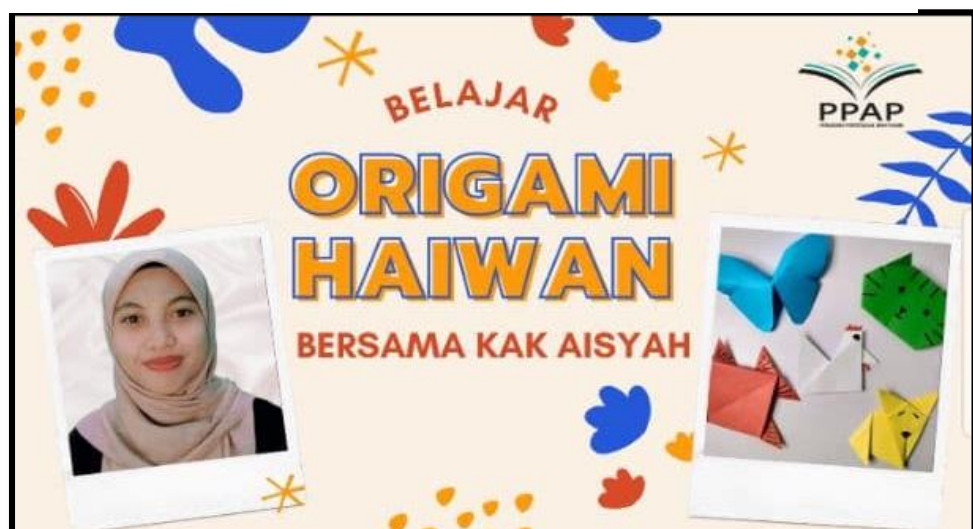 BELAJAR
ORIGAMI
HAIWAN
BERSAMA KAK AISYAH
PPAP